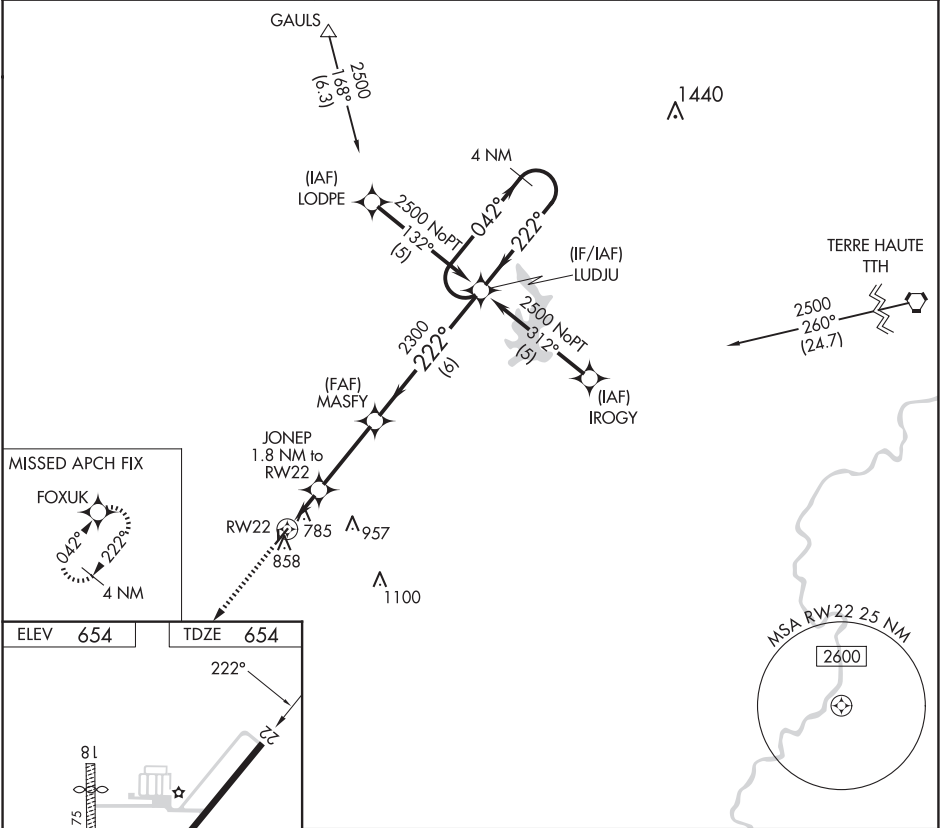 GAULS
2500
168°
(6.3)
1440
4 NM
(IAF)
LODPE
2500 NoPT
132°
(5)
042°
222°
(IF/IAF)
LUDJU
TERRE HAUTE
TTH
2500
260°
(24.7)
2500 NoPT
312°
(5)
2300
222°
(6)
(IAF)
IROGY
(FAF)
MASFY
JONEP
1.8 NM to
RW22
RW22
785
957
858
1100
MISSED APCH FIX
FOXUK
042°
222°
4 NM
ELEV 654
TDZE 654
222°
22
18
75
MSA RW22 25 NM
2600